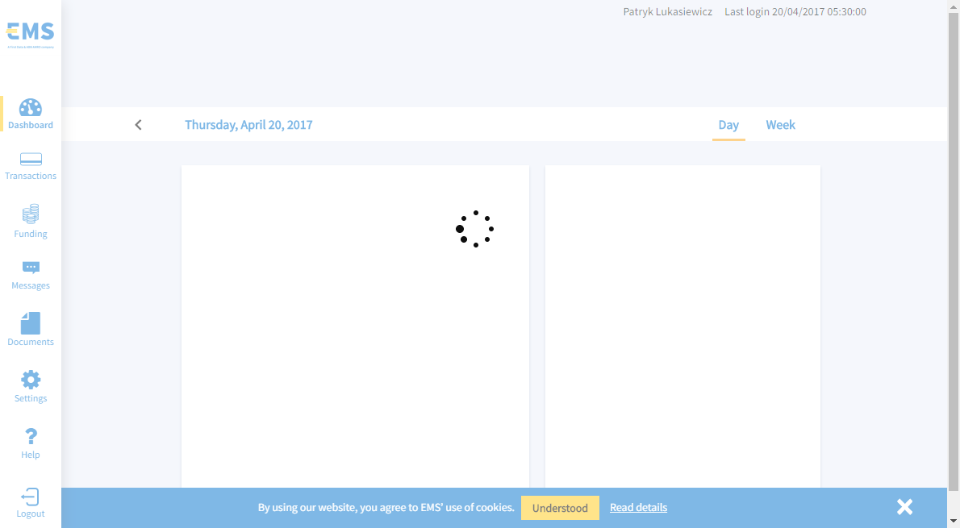 Patryk Lukasiewicz Last login 20/04/2017 05:30:00
EMS
Thursday, April 20, 2017
Day Week
Dashboard
Transactions
Funding
Messages
Documents
Settings
Help
Logout
By using our website, you agree to EMS' use of cookies. Understood Read details